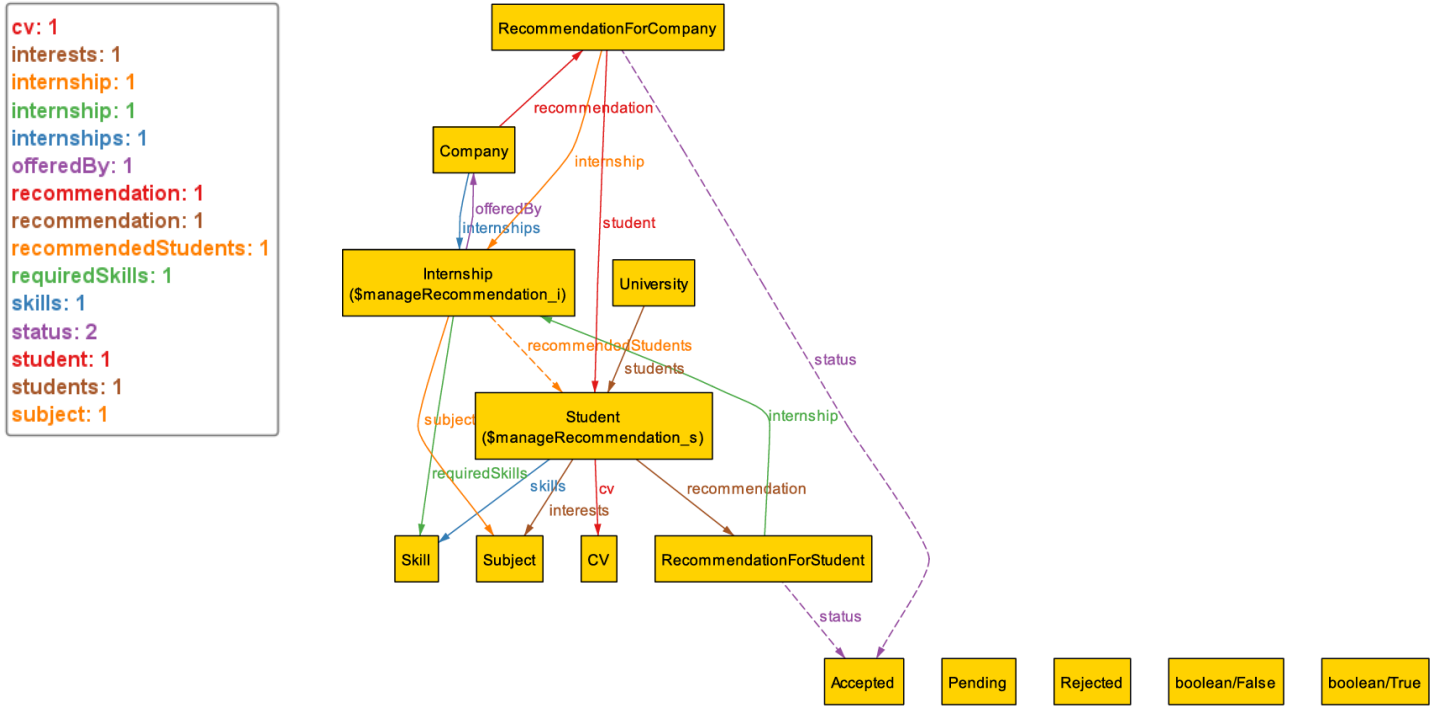 cv: 1
interests: 1
internship: 1
internship: 1
internships: 1
offeredBy: 1
recommendation: 1
recommendation: 1
recommendedStudents: 1
requiredSkills: 1
skills: 1
status: 2
student: 1
students: 1
subject: 1
RecommendationForCompany
recommendation
Company
internship
offeredBy
internships
student
Internship
($manageRecommendation_i)
University
recommendedStudents
status
students
Student
($manageRecommendation_s)
internship
subject
requiredSkills
skills
cv
recommendation
interests
Skill
Subject
CV
RecommendationForStudent
status
Accepted
Pending
Rejected
boolean/False
boolean/True